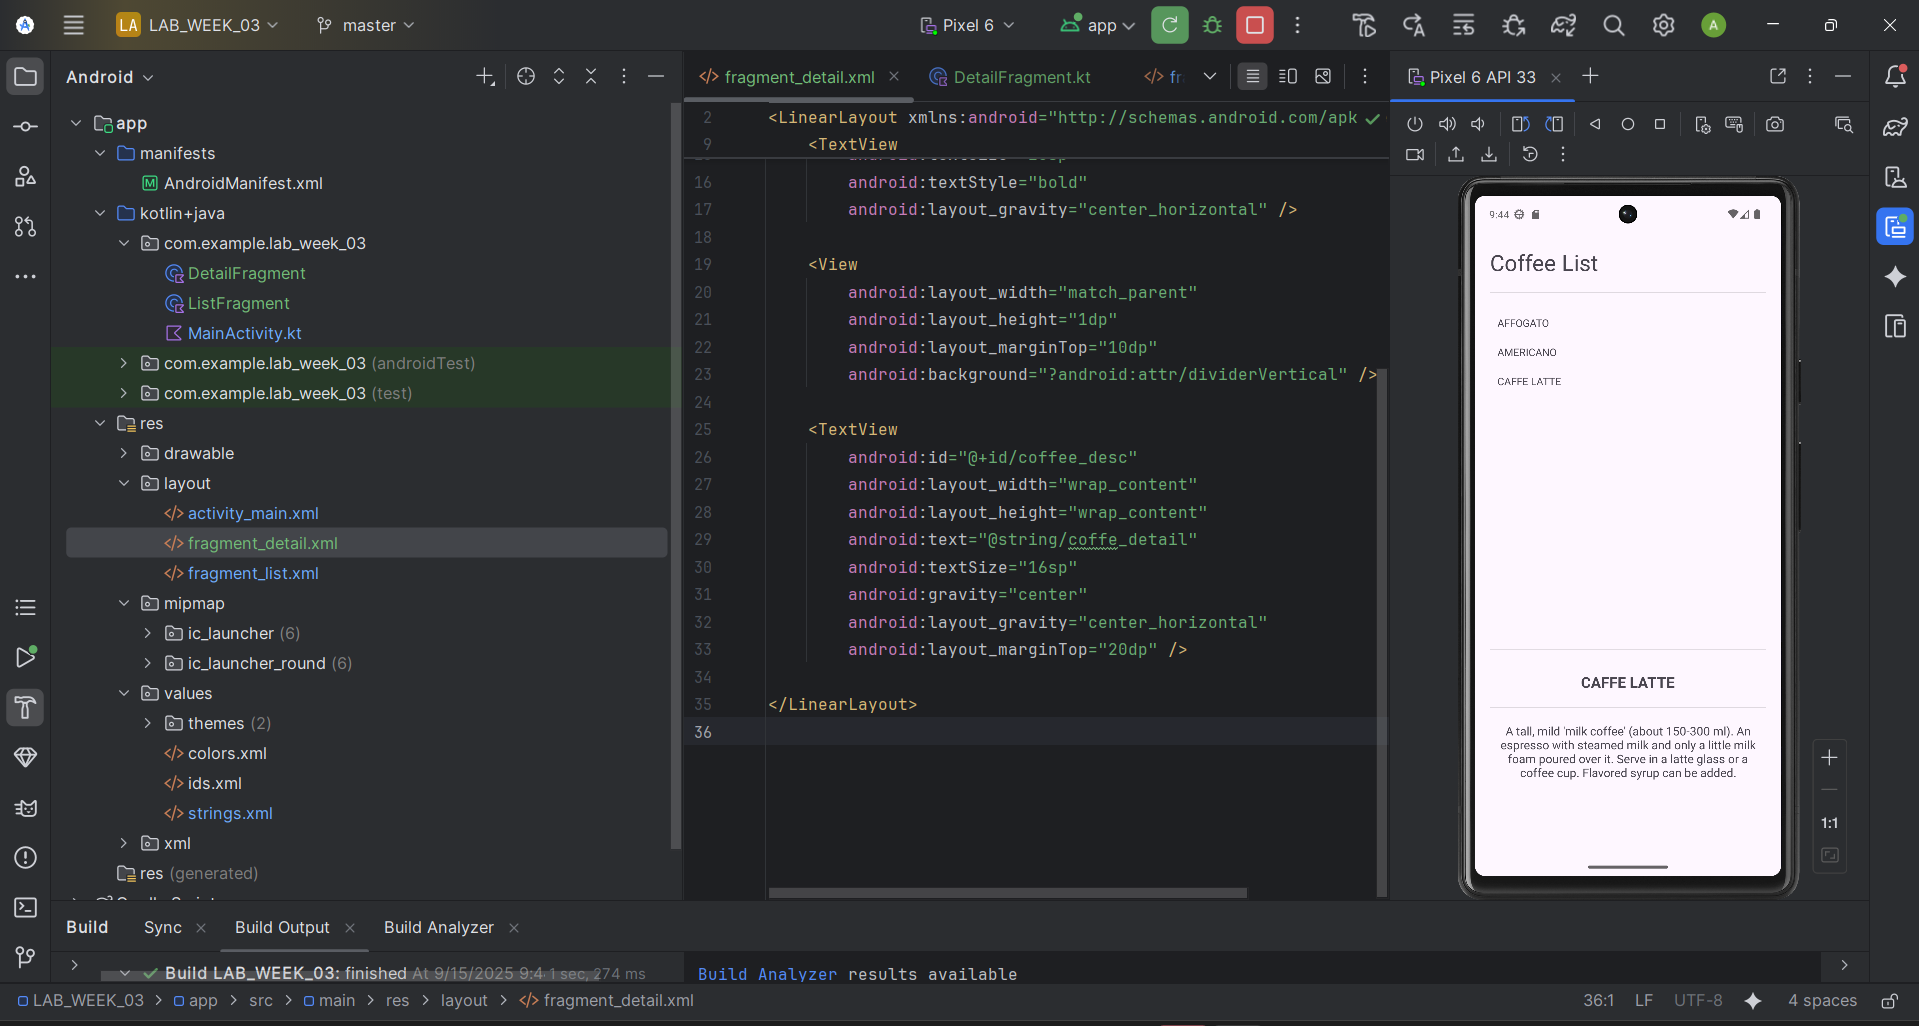 LA LAB_WEEK_03 master Pixel 6 app A
Android
app
manifests
AndroidManifest.xml
kotlin+java
com.example.lab_week_03
DetailFragment
ListFragment
MainActivity.kt
com.example.lab_week_03 (androidTest)
com.example.lab_week_03 (test)
res
drawable
layout
activity_main.xml
fragment_detail.xml
fragment_list.xml
mipmap
ic_launcher (6)
ic_launcher_round (6)
values
themes (2)
colors.xml
ids.xml
strings.xml
xml
res (generated)
fragment_detail.xml DetailFragment.kt fr
2 <LinearLayout xmlns:android="http://schemas.android.com/apk
9 <TextView
16 android:textStyle="bold"
17 android:layout_gravity="center_horizontal" />
18
19 <View
20 android:layout_width="match_parent"
21 android:layout_height="1dp"
22 android:layout_marginTop="10dp"
23 android:background="?android:attr/dividerVertical" />
24
25 <TextView
26 android:id="@+id/coffee_desc"
27 android:layout_width="wrap_content"
28 android:layout_height="wrap_content"
29 android:text="@string/coffe_detail"
30 android:textSize="16sp"
31 android:gravity="center"
32 android:layout_gravity="center_horizontal"
33 android:layout_marginTop="20dp" />
34
35 </LinearLayout>
36
Pixel 6 API 33
9:44
Coffee List
AFFOGATO
AMERICANO
CAFFE LATTE
CAFFE LATTE
A tall, mild 'milk coffee' (about 150-300 ml). An
espresso with steamed milk and only a little milk
foam poured over it. Serve in a latte glass or a
coffee cup. Flavored syrup can be added.
1:1
Build Sync Build Output Build Analyzer
Build LAB_WEEK_03: finished At 9/15/2025 9:4 1 sec, 274 ms
Build Analyzer results available
LAB_WEEK_03 > app > src > main > res > layout > fragment_detail.xml
36:1 LF UTF-8 4 spaces